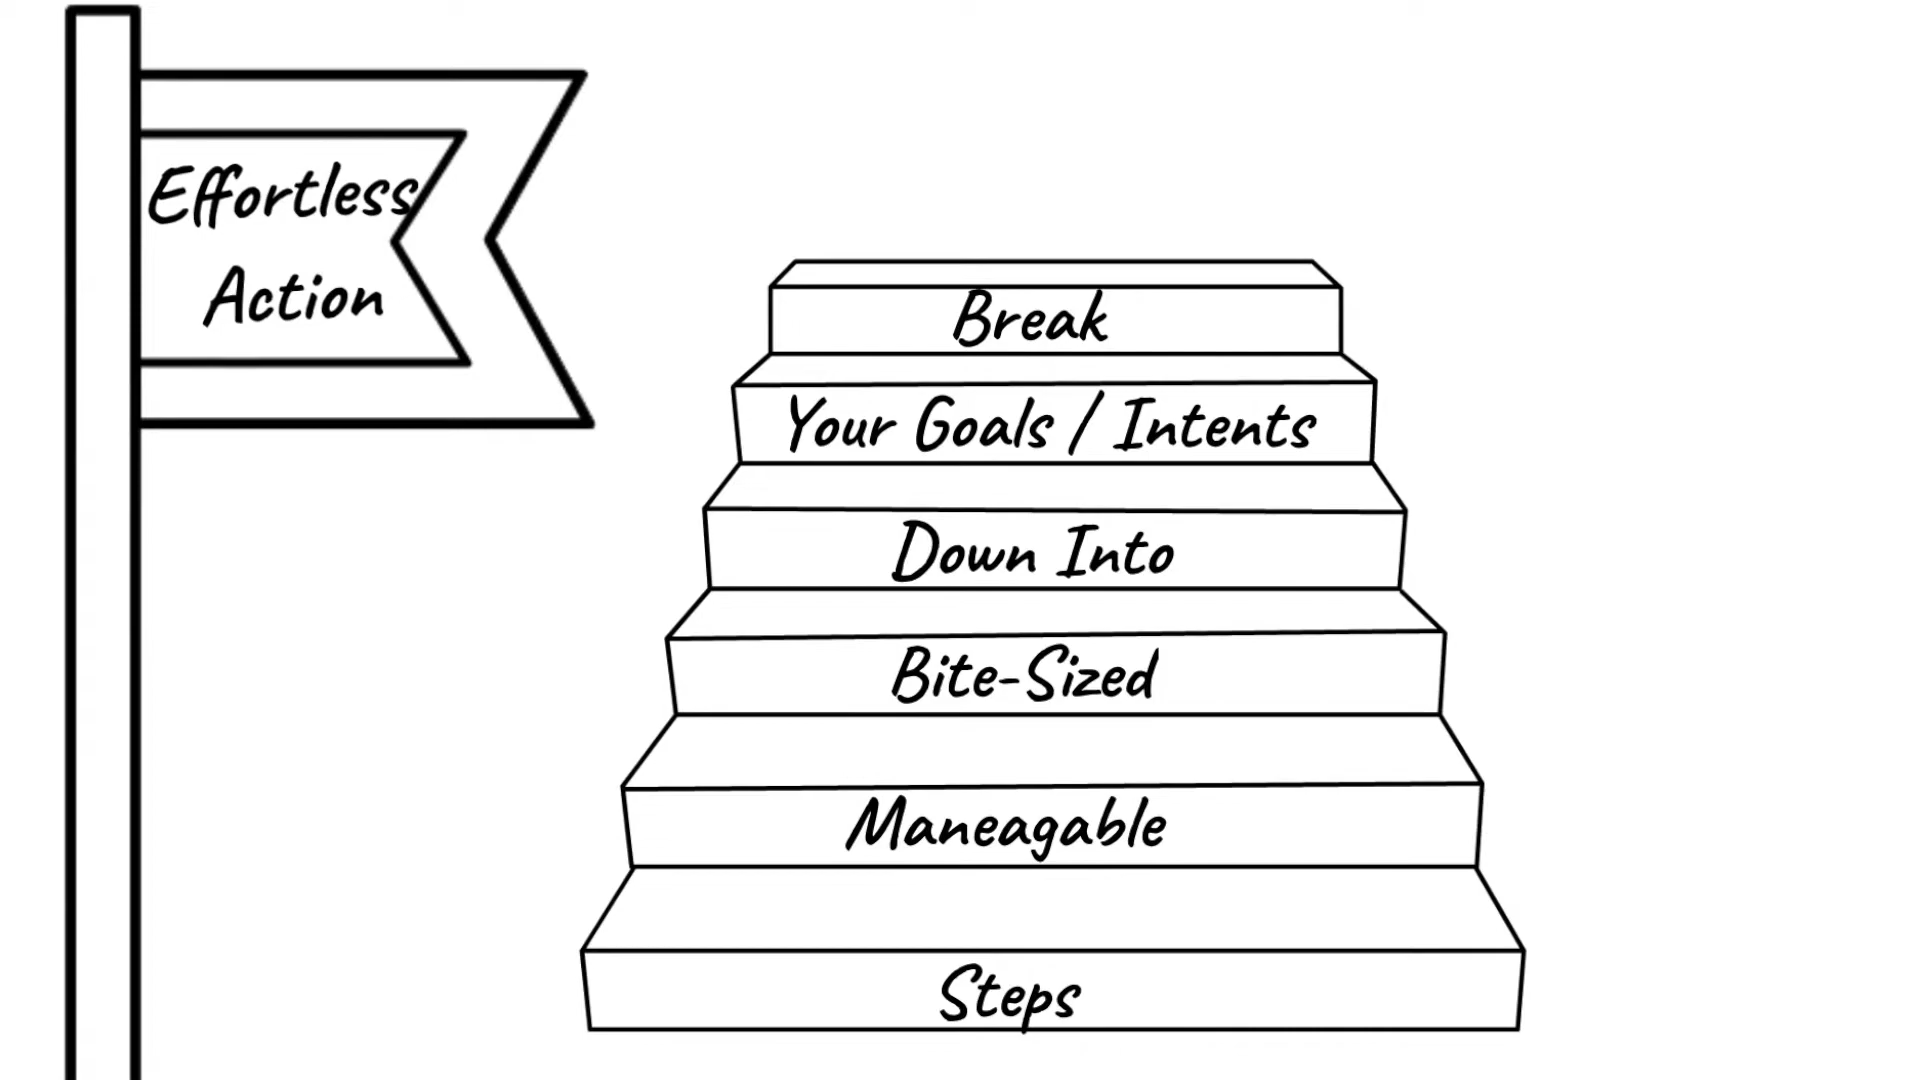 Effortless
Action
Break
Your Goals / Intents
Down Into
Bite-Sized
Maneagable
Steps